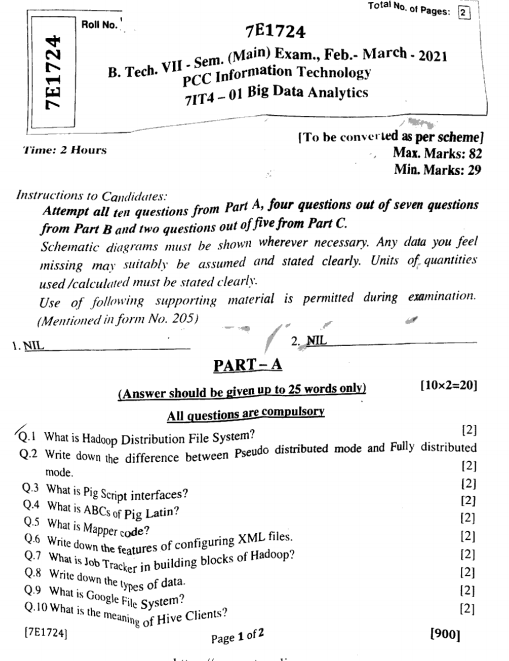 Total No. of Pages: 2
Roll No.
7E1724
7E1724
B. Tech. VII - Sem. (Main) Exam., Feb.- March - 2021
PCC Information Technology
7IT4 – 01 Big Data Analytics
[To be converted as per scheme]
Time: 2 Hours
Max. Marks: 82
Min. Marks: 29
Instructions to Candidates:
Attempt all ten questions from Part A, four questions out of seven questions
from Part B and two questions out of five from Part C.
Schematic diagrams must be shown wherever necessary. Any data you feel
missing may suitably be assumed and stated clearly. Units of quantities
used /calculated must be stated clearly.
Use of following supporting material is permitted during examination.
(Mentioned in form No. 205)
1. NIL 2. NIL
PART – A
(Answer should be given up to 25 words only) [10×2=20]
All questions are compulsory
Q.1 What is Hadoop Distribution File System? [2]
Q.2 Write down the difference between Pseudo distributed mode and Fully distributed
mode. [2]
Q.3 What is Pig Script interfaces? [2]
Q.4 What is ABCs of Pig Latin? [2]
Q.5 What is Mapper code? [2]
Q.6 Write down the features of configuring XML files. [2]
Q.7 What is Job Tracker in building blocks of Hadoop? [2]
Q.8 Write down the types of data. [2]
Q.9 What is Google File System? [2]
Q.10 What is the meaning of Hive Clients? [2]
[7E1724] Page 1 of 2 [900]